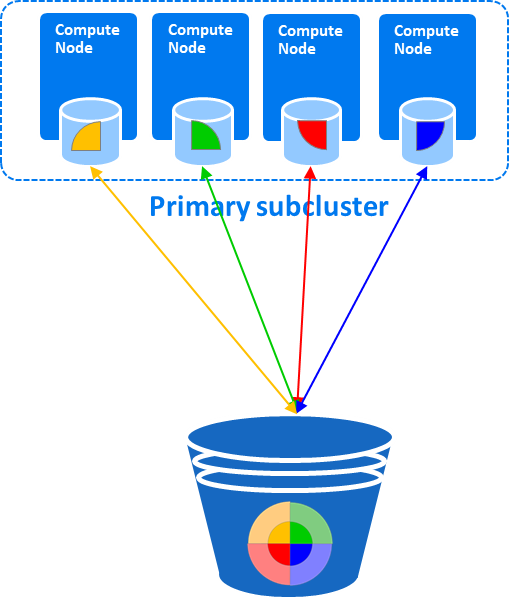 Compute
Node
Compute
Node
Compute
Node
Compute
Node
Primary subcluster